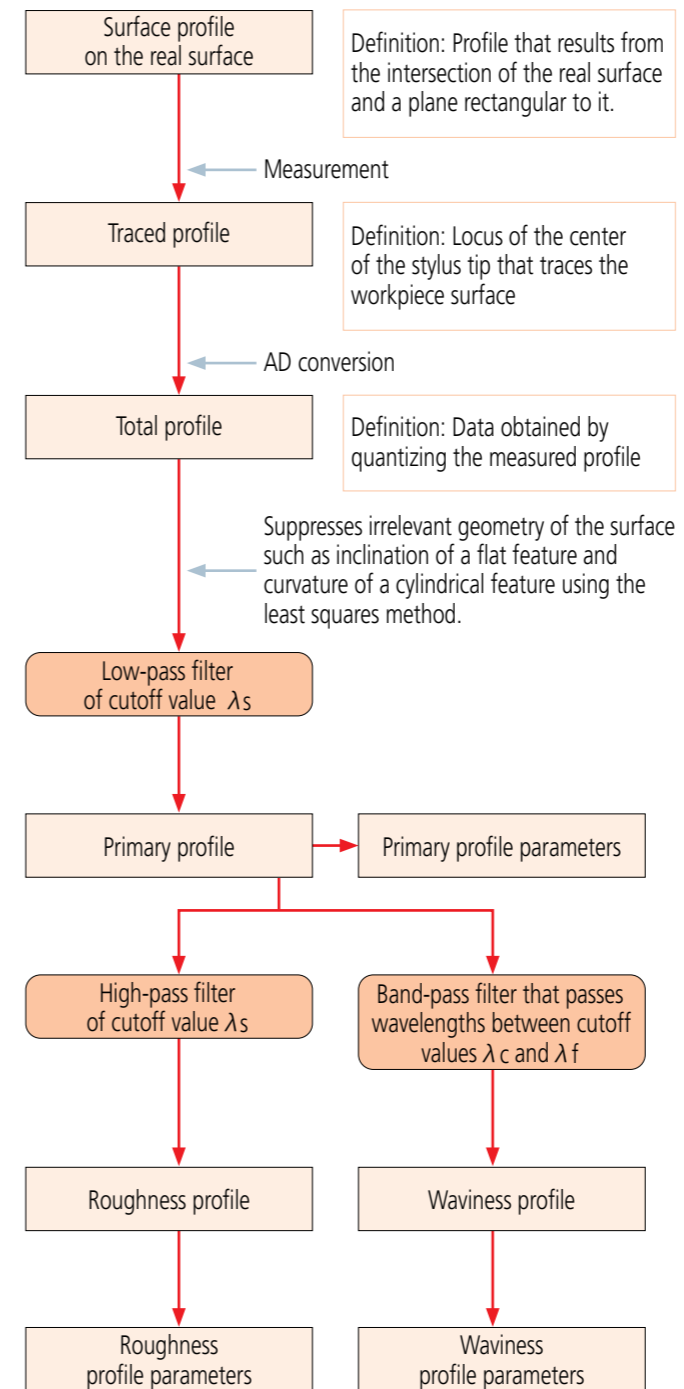 Surface profile
on the real surface
Definition: Profile that results from
the intersection of the real surface
and a plane rectangular to it.
Measurement
Traced profile
Definition: Locus of the center
of the stylus tip that traces the
workpiece surface
AD conversion
Total profile
Definition: Data obtained by
quantizing the measured profile
Suppresses irrelevant geometry of the surface
such as inclination of a flat feature and
curvature of a cylindrical feature using the
least squares method.
Low-pass filter
of cutoff value λs
Primary profile
Primary profile parameters
High-pass filter
of cutoff value λs
Band-pass filter that passes
wavelengths between cutoff
values λc and λf
Roughness profile
Waviness profile
Roughness
profile parameters
Waviness
profile parameters